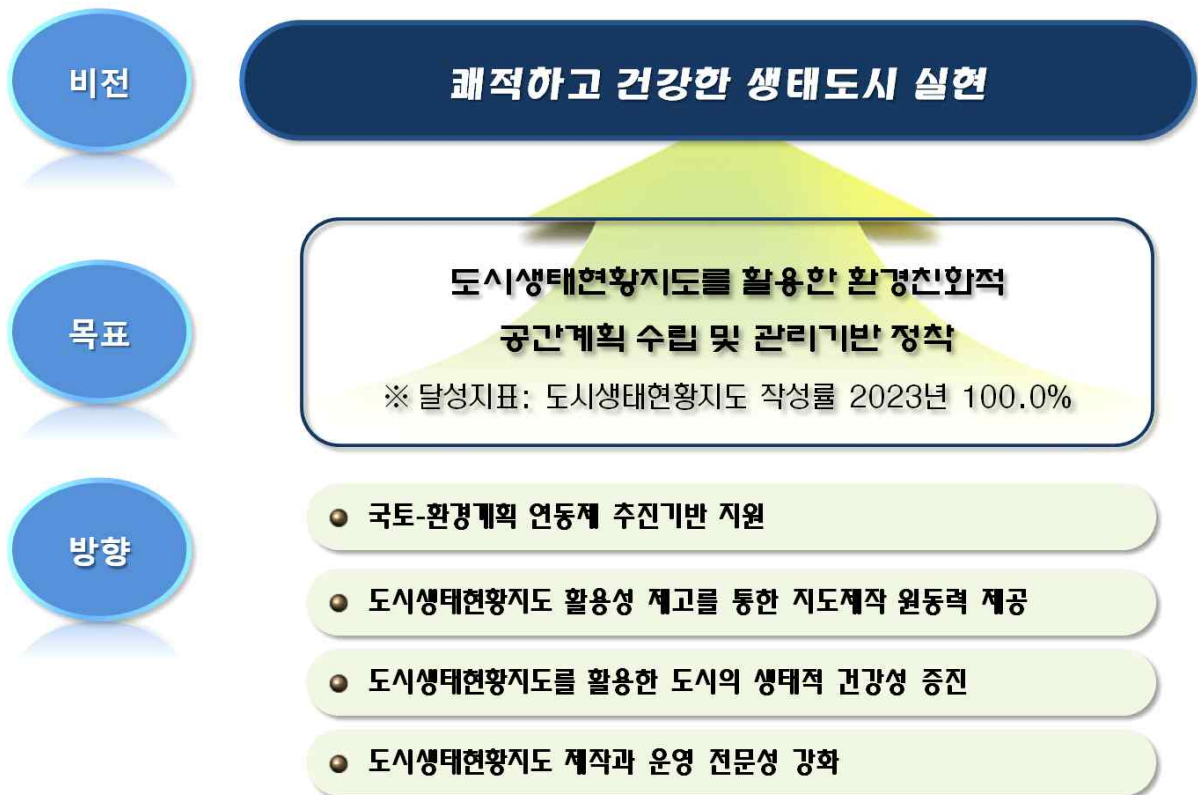 비전
쾌적하고 건강한 생태도시 실현
목표
도시생태현황지도를 활용한 환경친화적
공간계획 수립 및 관리기반 정착
※ 달성지표: 도시생태현황지도 작성률 2023년 100.0%
방향
국토-환경계획 연동제 추진기반 지원
도시생태현황지도 활용성 제고를 통한 지도제작 원동력 제공
도시생태현황지도를 활용한 도시의 생태적 건강성 증진
도시생태현황지도 제작과 운영 전문성 강화